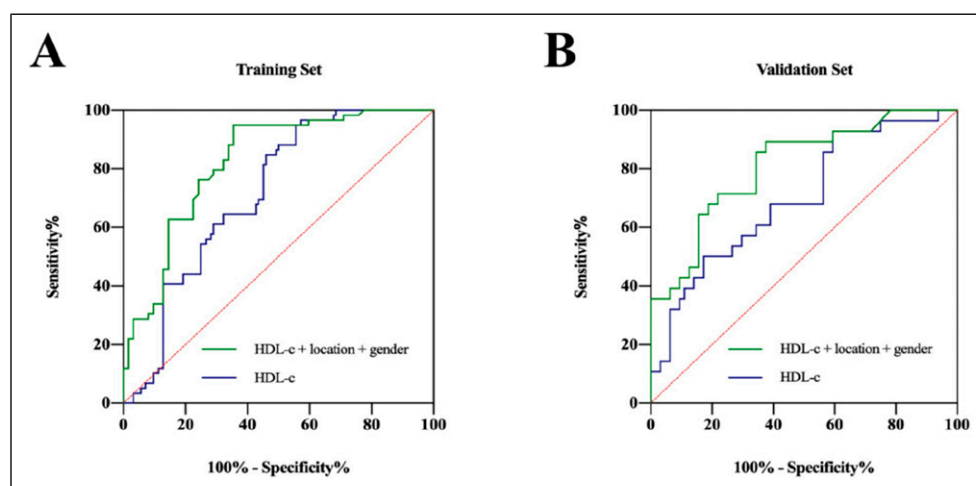 A
Training Set
100
80
60
40
20
0
Sensitivity%
HDL-c + location + gender
HDL-c
0 20 40 60 80 100
100% - Specificity%
B
Validation Set
100
80
60
40
20
0
Sensitivity%
HDL-c + location + gender
HDL-c
0 20 40 60 80 100
100% - Specificity%